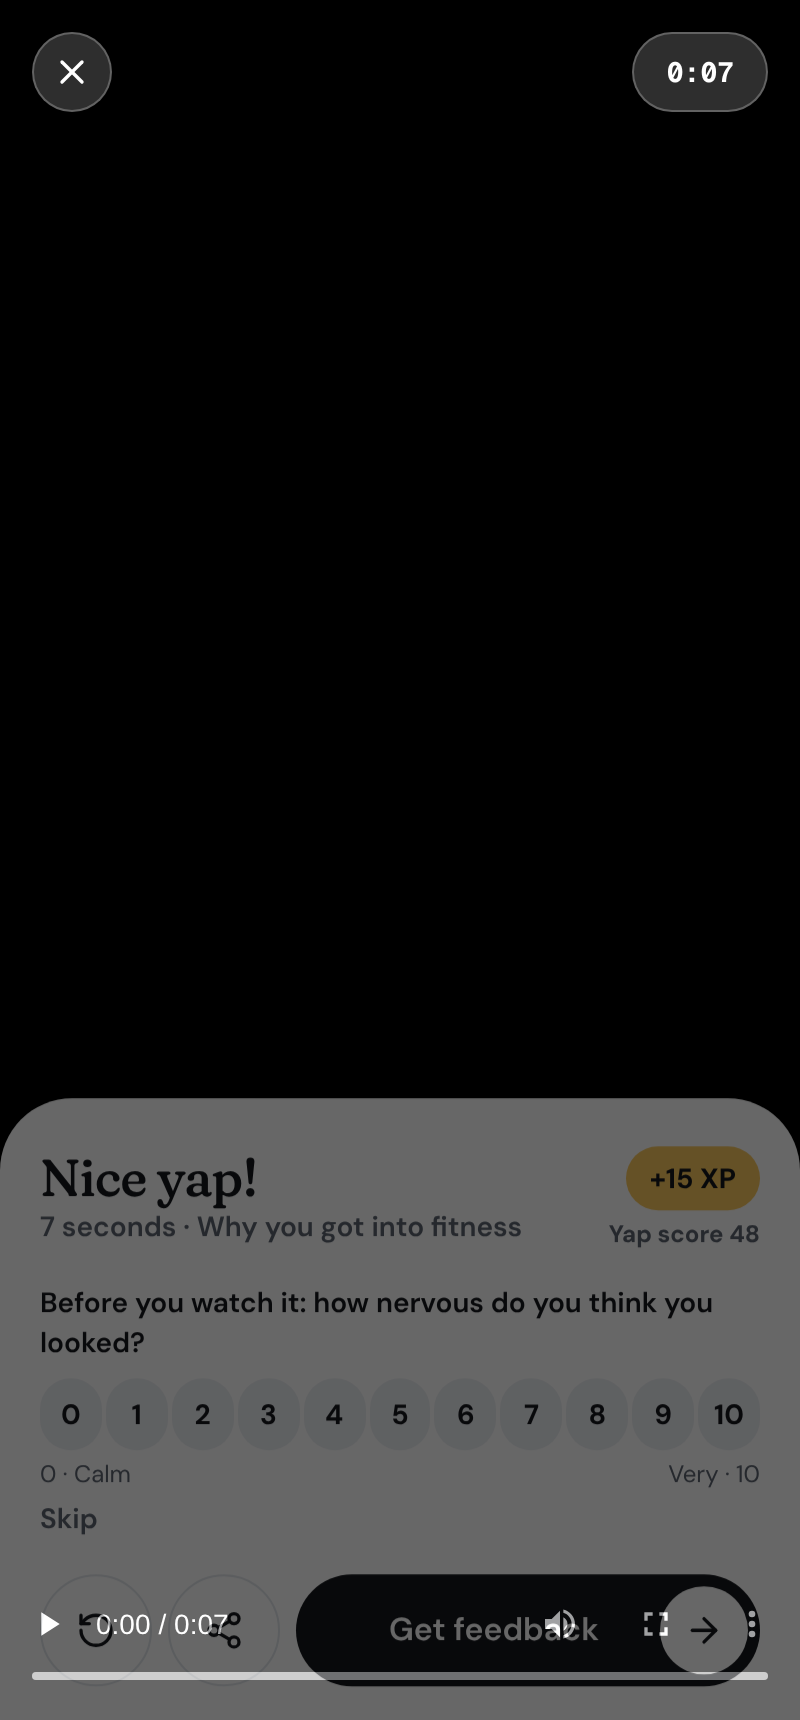 0:07
Nice yap!
+15 XP
7 seconds · Why you got into fitness
Yap score 48
Before you watch it: how nervous do you think you
looked?
0 1 2 3 4 5 6 7 8 9 10
0 · Calm
Very · 10
Skip
0:00 / 0:07
Get feedback